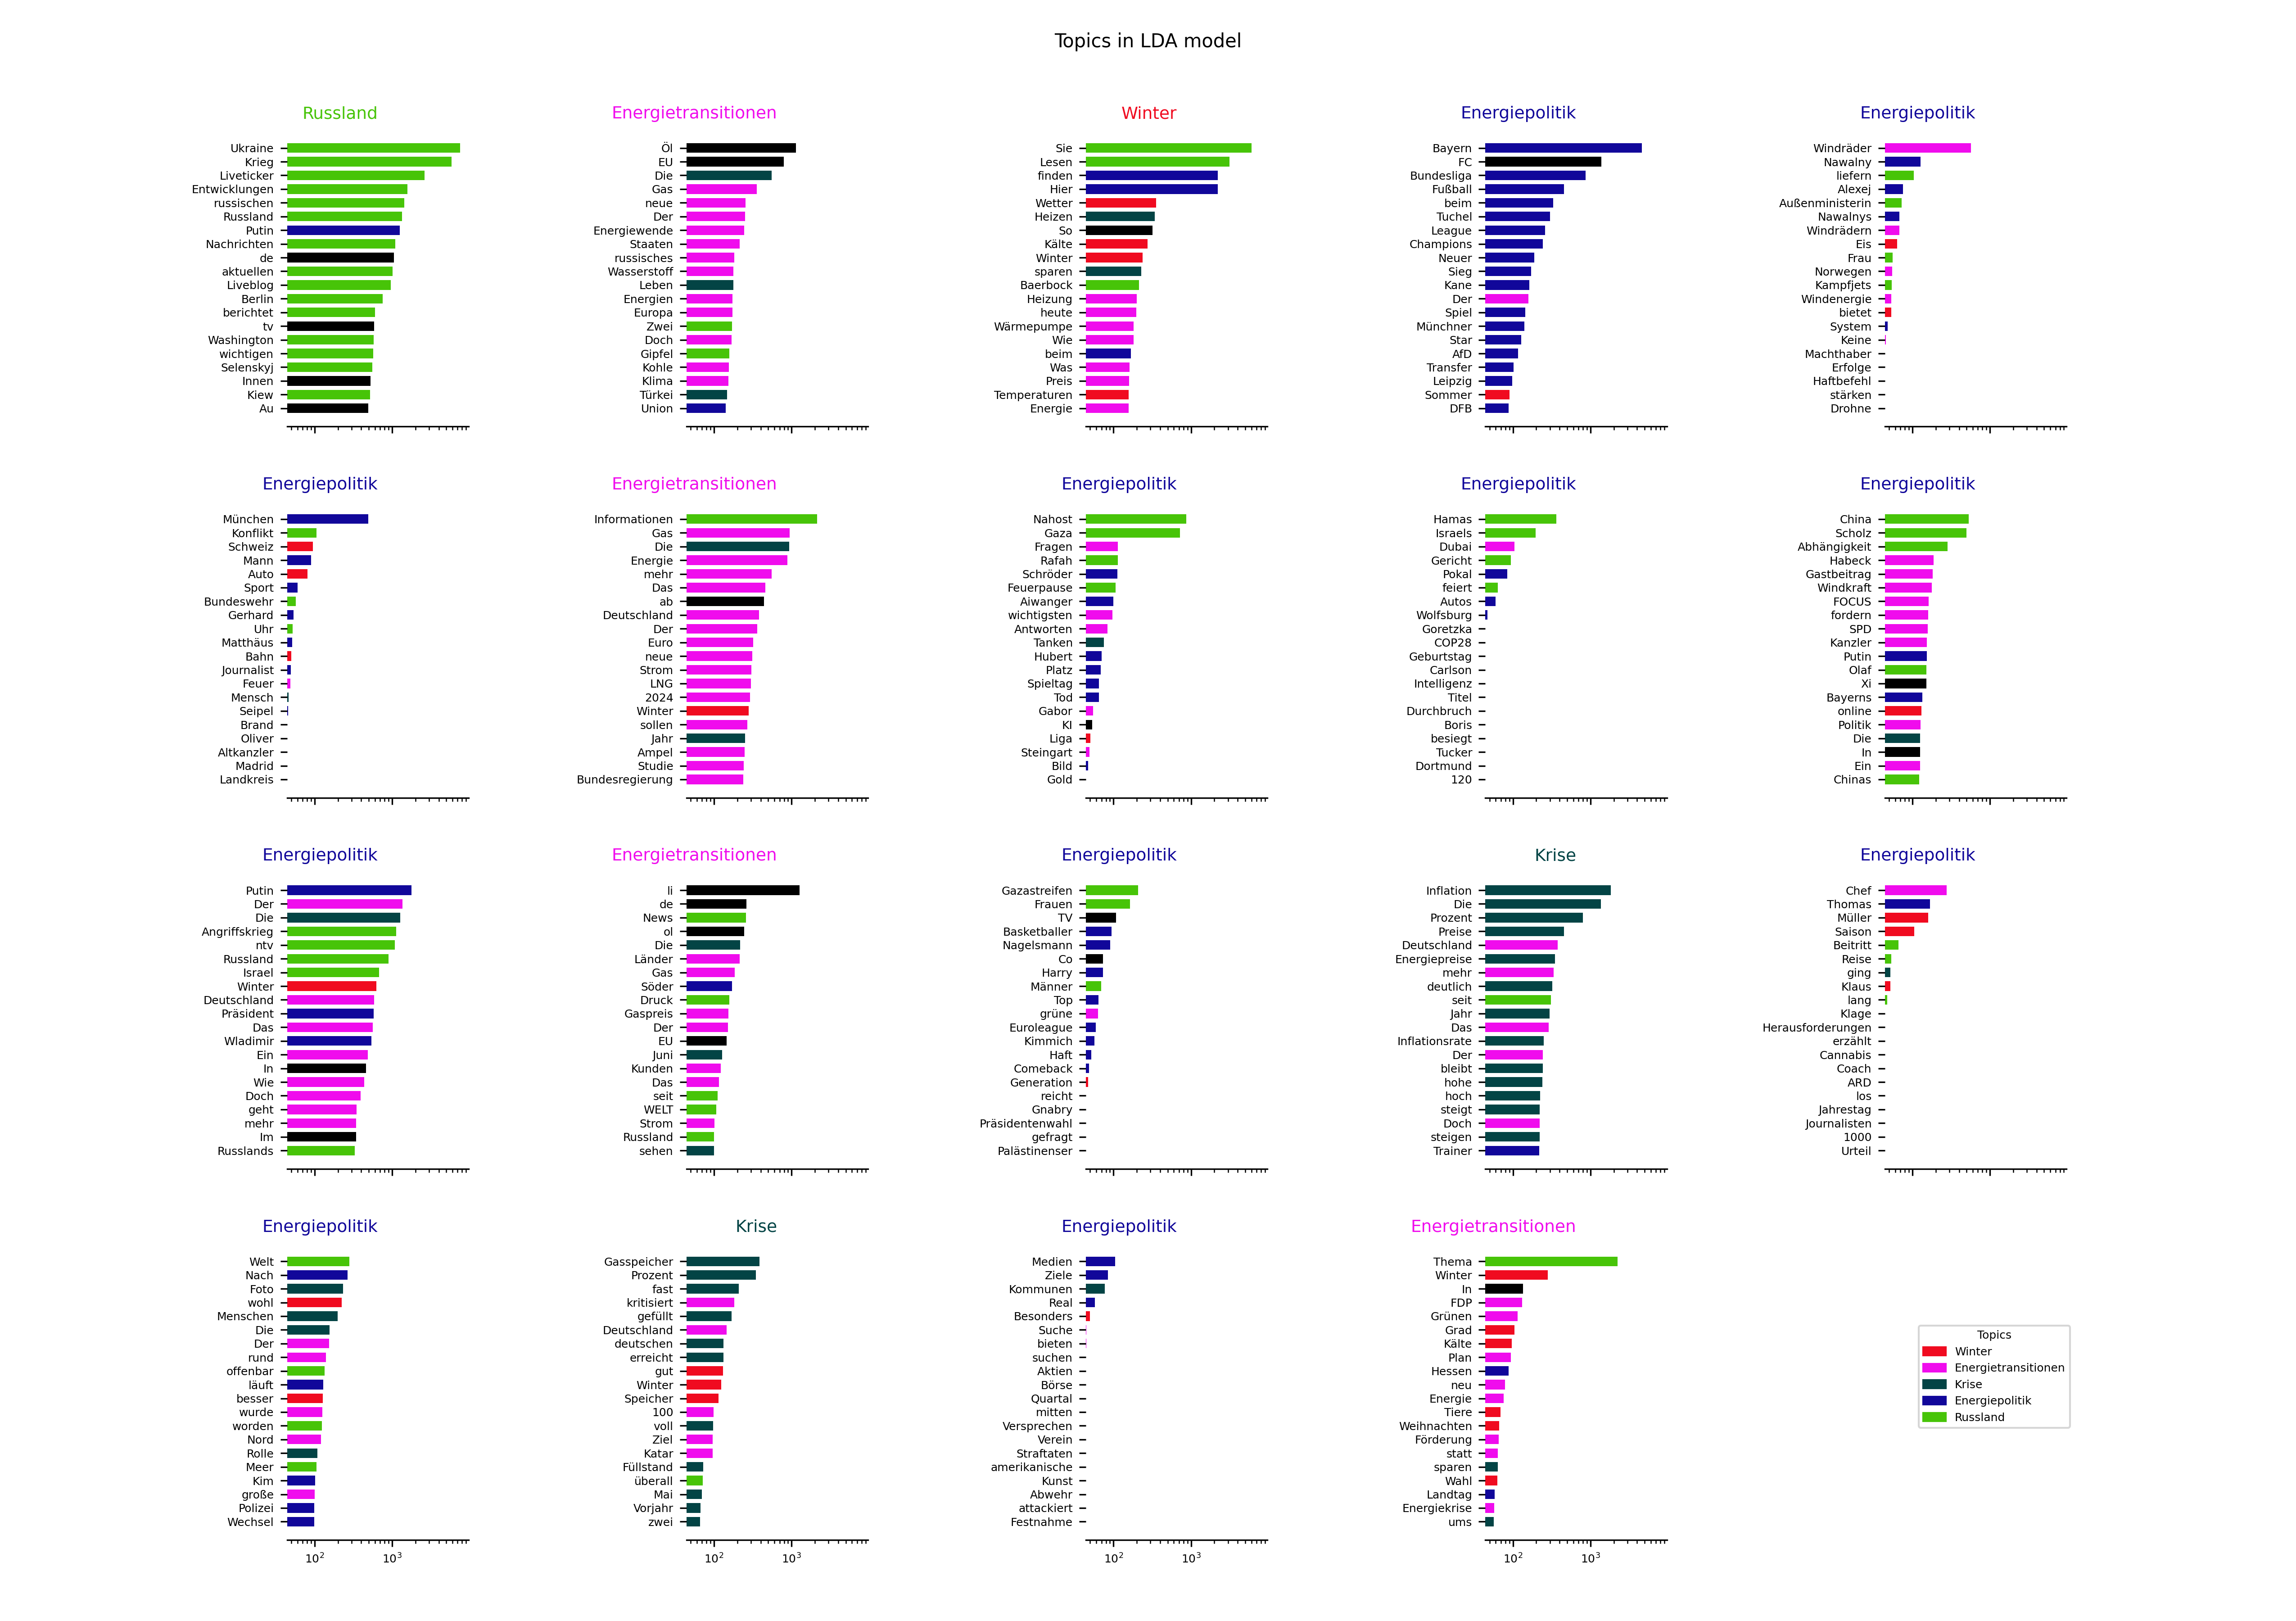 Topics in LDA model
Russland
Ukraine
Krieg
Liveticker
Entwicklungen
russischen
Russland
Putin
Nachrichten
de
aktuellen
Liveblog
Berlin
berichtet
tv
Washington
wichtigen
Selenskyj
Innen
Kiew
Au
Energietransitionen
Öl
EU
Die
Gas
neue
Der
Energiewende
Staaten
russisches
Wasserstoff
Leben
Energien
Europa
Zwei
Doch
Gipfel
Kohle
Klima
Türkei
Union
Winter
Sie
Lesen
finden
Hier
Wetter
Heizen
So
Kälte
Winter
sparen
Baerbock
Heizung
heute
Wärmepumpe
Wie
beim
Was
Preis
Temperaturen
Energie
Energiepolitik
Bayern
FC
Bundesliga
Fußball
beim
Tuchel
League
Champions
Neuer
Sieg
Kane
Der
Spiel
Münchner
Star
AfD
Transfer
Leipzig
Sommer
DFB
Energiepolitik
Windräder
Nawalny
liefern
Alexej
Außenministerin
Nawalnys
Windrädern
Eis
Frau
Norwegen
Kampfjets
Windenergie
bietet
System
Keine
Machthaber
Erfolge
Haftbefehl
stärken
Drohne
Energiepolitik
München
Konflikt
Schweiz
Mann
Auto
Sport
Bundeswehr
Gerhard
Uhr
Matthäus
Bahn
Journalist
Feuer
Mensch
Seipel
Brand
Oliver
Altkanzler
Madrid
Landkreis
Energietransitionen
Informationen
Gas
Die
Energie
mehr
Das
ab
Deutschland
Der
Euro
neue
Strom
LNG
2024
Winter
sollen
Jahr
Ampel
Studie
Bundesregierung
Energiepolitik
Nahost
Gaza
Fragen
Rafah
Schröder
Feuerpause
Aiwanger
wichtigsten
Antworten
Tanken
Hubert
Platz
Spieltag
Tod
Gabor
KI
Liga
Steingart
Bild
Gold
Energiepolitik
Hamas
Israels
Dubai
Gericht
Pokal
feiert
Autos
Wolfsburg
Goretzka
COP28
Geburtstag
Carlson
Intelligenz
Titel
Durchbruch
Boris
besiegt
Tucker
Dortmund
120
Energiepolitik
China
Scholz
Abhängigkeit
Habeck
Gastbeitrag
Windkraft
FOCUS
fordern
SPD
Kanzler
Putin
Olaf
Xi
Bayerns
online
Politik
Die
In
Ein
Chinas
Energiepolitik
Putin
Der
Die
Angriffskrieg
ntv
Russland
Israel
Winter
Deutschland
Präsident
Das
Wladimir
Ein
In
Wie
Doch
geht
mehr
Im
Russlands
Energietransitionen
li
de
News
ol
Die
Länder
Gas
Söder
Druck
Gaspreis
Der
EU
Juni
Kunden
Das
seit
WELT
Strom
Russland
sehen
Energiepolitik
Gazastreifen
Frauen
TV
Basketballer
Nagelsmann
Co
Harry
Männer
Top
grüne
Euroleague
Kimmich
Haft
Comeback
Generation
reicht
Gnabry
Präsidentenwahl
gefragt
Palästinenser
Krise
Inflation
Die
Prozent
Preise
Deutschland
Energiepreise
mehr
deutlich
seit
Jahr
Das
Inflationsrate
Der
bleibt
hohe
hoch
steigt
Doch
steigen
Trainer
Energiepolitik
Chef
Thomas
Müller
Saison
Beitritt
Reise
ging
Klaus
lang
Klage
Herausforderungen
erzählt
Cannabis
Coach
ARD
los
Jahrestag
Journalisten
1000
Urteil
Energiepolitik
Welt
Nach
Foto
wohl
Menschen
Die
Der
rund
offenbar
läuft
besser
wurde
worden
Nord
Rolle
Meer
Kim
große
Polizei
Wechsel
10² 10³
Krise
Gasspeicher
Prozent
fast
kritisiert
gefüllt
Deutschland
deutschen
erreicht
gut
Winter
Speicher
100
voll
Ziel
Katar
Füllstand
überall
Mai
Vorjahr
zwei
10² 10³
Energiepolitik
Medien
Ziele
Kommunen
Real
Besonders
Suche
bieten
suchen
Aktien
Börse
Quartal
mitten
Versprechen
Verein
Straftaten
amerikanische
Kunst
Abwehr
attackiert
Festnahme
10² 10³
Energietransitionen
Thema
Winter
In
FDP
Grünen
Grad
Kälte
Plan
Hessen
neu
Energie
Tiere
Weihnachten
Förderung
statt
sparen
Wahl
Landtag
Energiekrise
ums
10² 10³
Topics
Winter
Energietransitionen
Krise
Energiepolitik
Russland